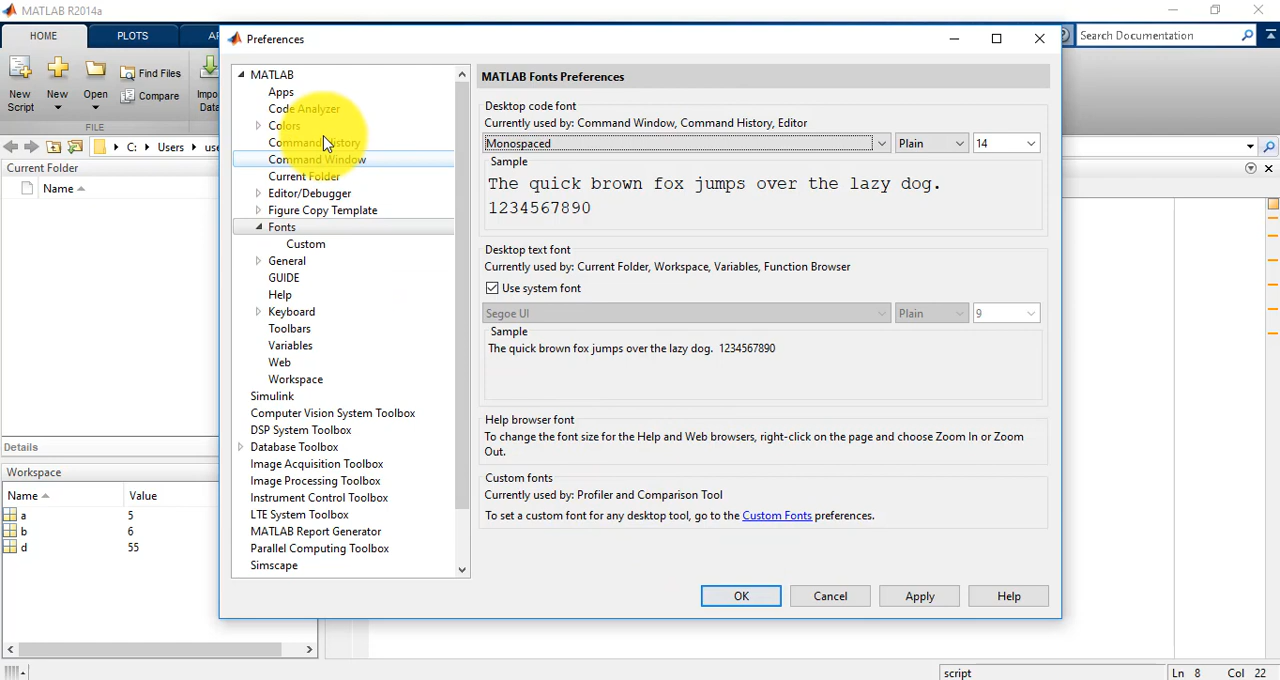 MATLAB R2014a
HOME
PLOTS
Search Documentation
New
Script
New
Open
Find Files
Compare
FILE
C:
Users
Current Folder
Name
Details
Workspace
Name
Value
a
5
b
6
d
55
Preferences
MATLAB
Apps
Code Analyzer
Colors
Command History
Command Window
Current Folder
Editor/Debugger
Figure Copy Template
Fonts
Custom
General
GUIDE
Help
Keyboard
Toolbars
Variables
Web
Workspace
Simulink
Computer Vision System Toolbox
DSP System Toolbox
Database Toolbox
Image Acquisition Toolbox
Image Processing Toolbox
Instrument Control Toolbox
LTE System Toolbox
MATLAB Report Generator
Parallel Computing Toolbox
Simscape
MATLAB Fonts Preferences
Desktop code font
Currently used by: Command Window, Command History, Editor
Monospaced
Plain
14
Sample
The quick brown fox jumps over the lazy dog.
1234567890
Desktop text font
Currently used by: Current Folder, Workspace, Variables, Function Browser
Use system font
Segoe UI
Plain
9
Sample
The quick brown fox jumps over the lazy dog. 1234567890
Help browser font
To change the font size for the Help and Web browsers, right-click on the page and choose Zoom In or Zoom
Out.
Custom fonts
Currently used by: Profiler and Comparison Tool
To set a custom font for any desktop tool, go to the Custom Fonts preferences.
OK
Cancel
Apply
Help
script
Ln 8
Col 22